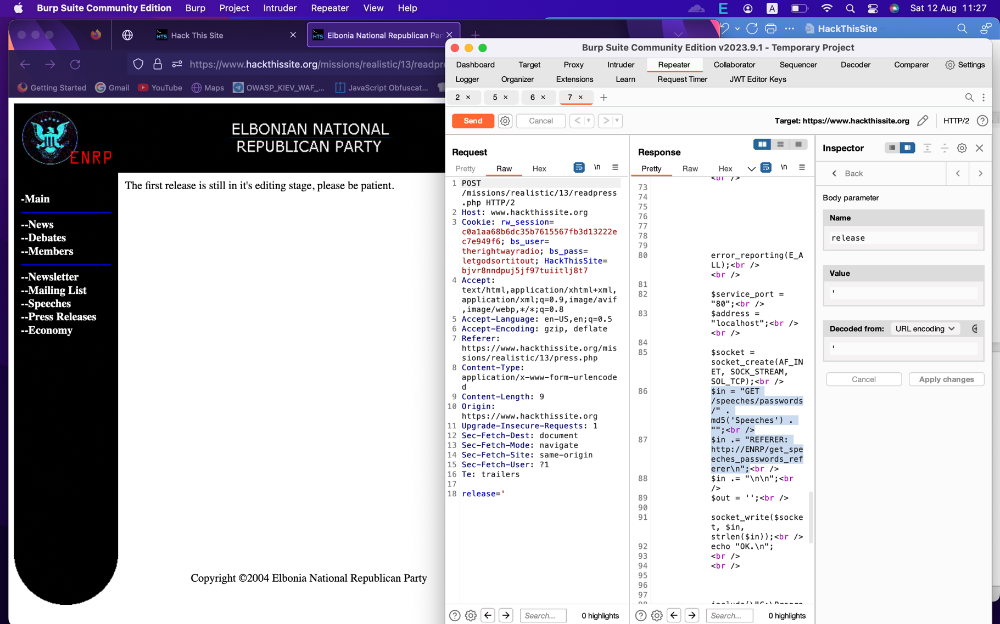 Burp Suite Community Edition Burp Project Intruder Repeater View Help
E A Sat 12 Aug 11:27
HTS Hack This Site
HTS Elbonia National Republican Par
HackThisSite
https://www.hackthissite.org/missions/realistic/13/readpr
Getting Started Gmail YouTube Maps OWASP_KIEV_WAF_... JavaScript Obfuscat...
ENRP
ELBONIAN NATIONAL
REPUBLICAN PARTY
The first release is still in it's editing stage, please be patient.
-Main
--News
--Debates
--Members
--Newsletter
--Mailing List
--Speeches
--Press Releases
--Economy
Copyright ©2004 Elbonia National Republican Party
Burp Suite Community Edition v2023.9.1 - Temporary Project
Dashboard Target Proxy Intruder Repeater Collaborator Sequencer Decoder Comparer Settings
Logger Organizer Extensions Learn Request Timer JWT Editor Keys
2 × 5 × 6 × 7 × +
Send Cancel < >
Target: https://www.hackthissite.org HTTP/2
Request
Pretty Raw Hex \n
1 POST
/missions/realistic/13/readpress
.php HTTP/2
2 Host: www.hackthissite.org
3 Cookie: rw_session=
c0a1aa68b6dc35b7615567fb3d13222e
c7e949f6; bs_user=
therightwayradio; bs_pass=
letgodsortitout; HackThisSite=
bjvr8nndpuj5jf97tuiitlj8t7
4 Accept:
text/html,application/xhtml+xml,
application/xml;q=0.9,image/avif
,image/webp,*/*;q=0.8
5 Accept-Language: en-US,en;q=0.5
6 Accept-Encoding: gzip, deflate
7 Referer:
https://www.hackthissite.org/mis
sions/realistic/13/press.php
8 Content-Type:
application/x-www-form-urlencode
d
9 Content-Length: 9
10 Origin:
https://www.hackthissite.org
11 Upgrade-Insecure-Requests: 1
12 Sec-Fetch-Dest: document
13 Sec-Fetch-Mode: navigate
14 Sec-Fetch-Site: same-origin
15 Sec-Fetch-User: ?1
16 Te: trailers
17
18 release='
Search... 0 highlights
Response
Pretty Raw Hex \n
<br />
73
74
75
76
77
78
79
80 error_reporting(E_A
LL);<br />
<br />
81
82 $service_port =
"80";<br />
83 $address =
"localhost";<br />
<br />
84
85 $socket =
socket_create(AF_IN
ET, SOCK_STREAM,
SOL_TCP);<br />
86 $in = "GET
/speeches/passwords
/" .
md5('Speeches') .
"";<br />
87 $in .= "REFERER:
http://ENRP/get_spe
eches_passwords_ref
erer\n";<br />
88 $in .= "\n\n";<br
/>
89 $out = '';<br />
90
91 socket_write($socke
t, $in,
strlen($in));<br />
92 echo "OK.\n";
93 <br />
94 <br />
95
96
97
Search... 0 highlights
Inspector
Back
Body parameter
Name
release
Value
'
Decoded from: URL encoding
'
Cancel Apply changes